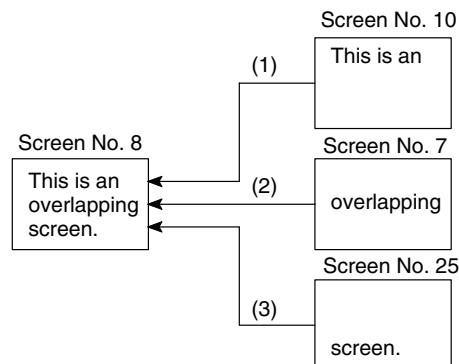 Screen No. 10
This is an
(1)
Screen No. 8
This is an
overlapping
screen.
Screen No. 7
(2)
overlapping
Screen No. 25
(3)
screen.